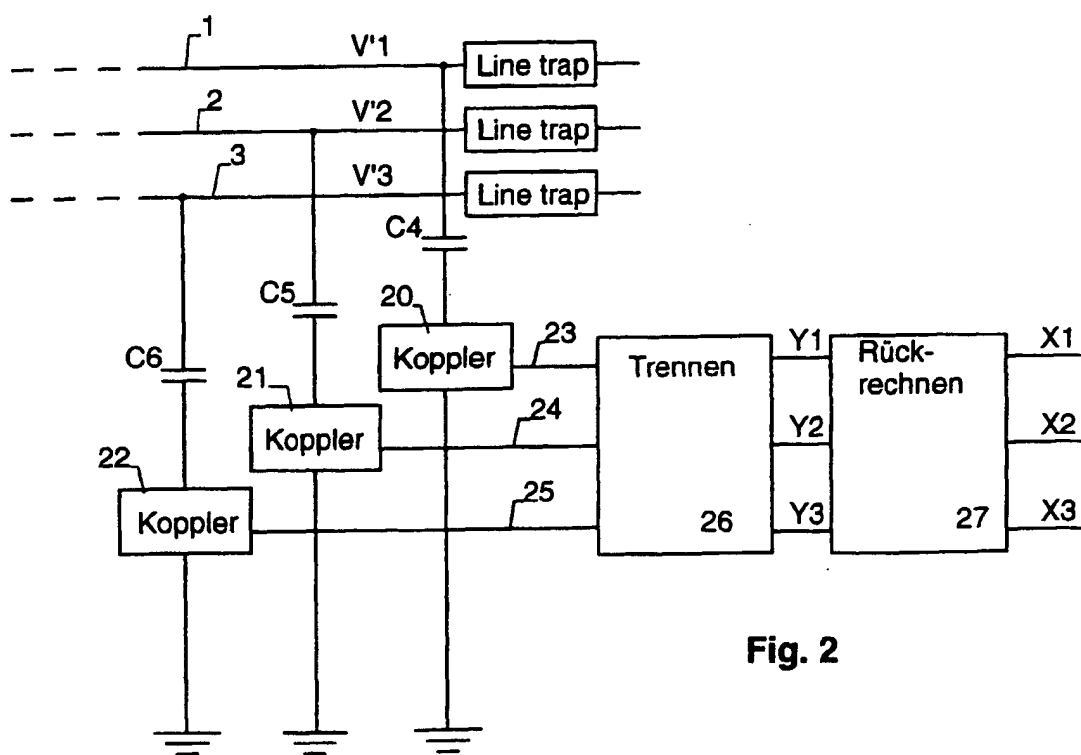 1
V'1
Line trap
2
V'2
Line trap
3
V'3
Line trap
C4
C5
20
C6
Koppler
23
Trennen
Y1
Rück-
rechnen
X1
21
Koppler
24
Y2
X2
22
Koppler
25
26
Y3
27
X3
Fig. 2